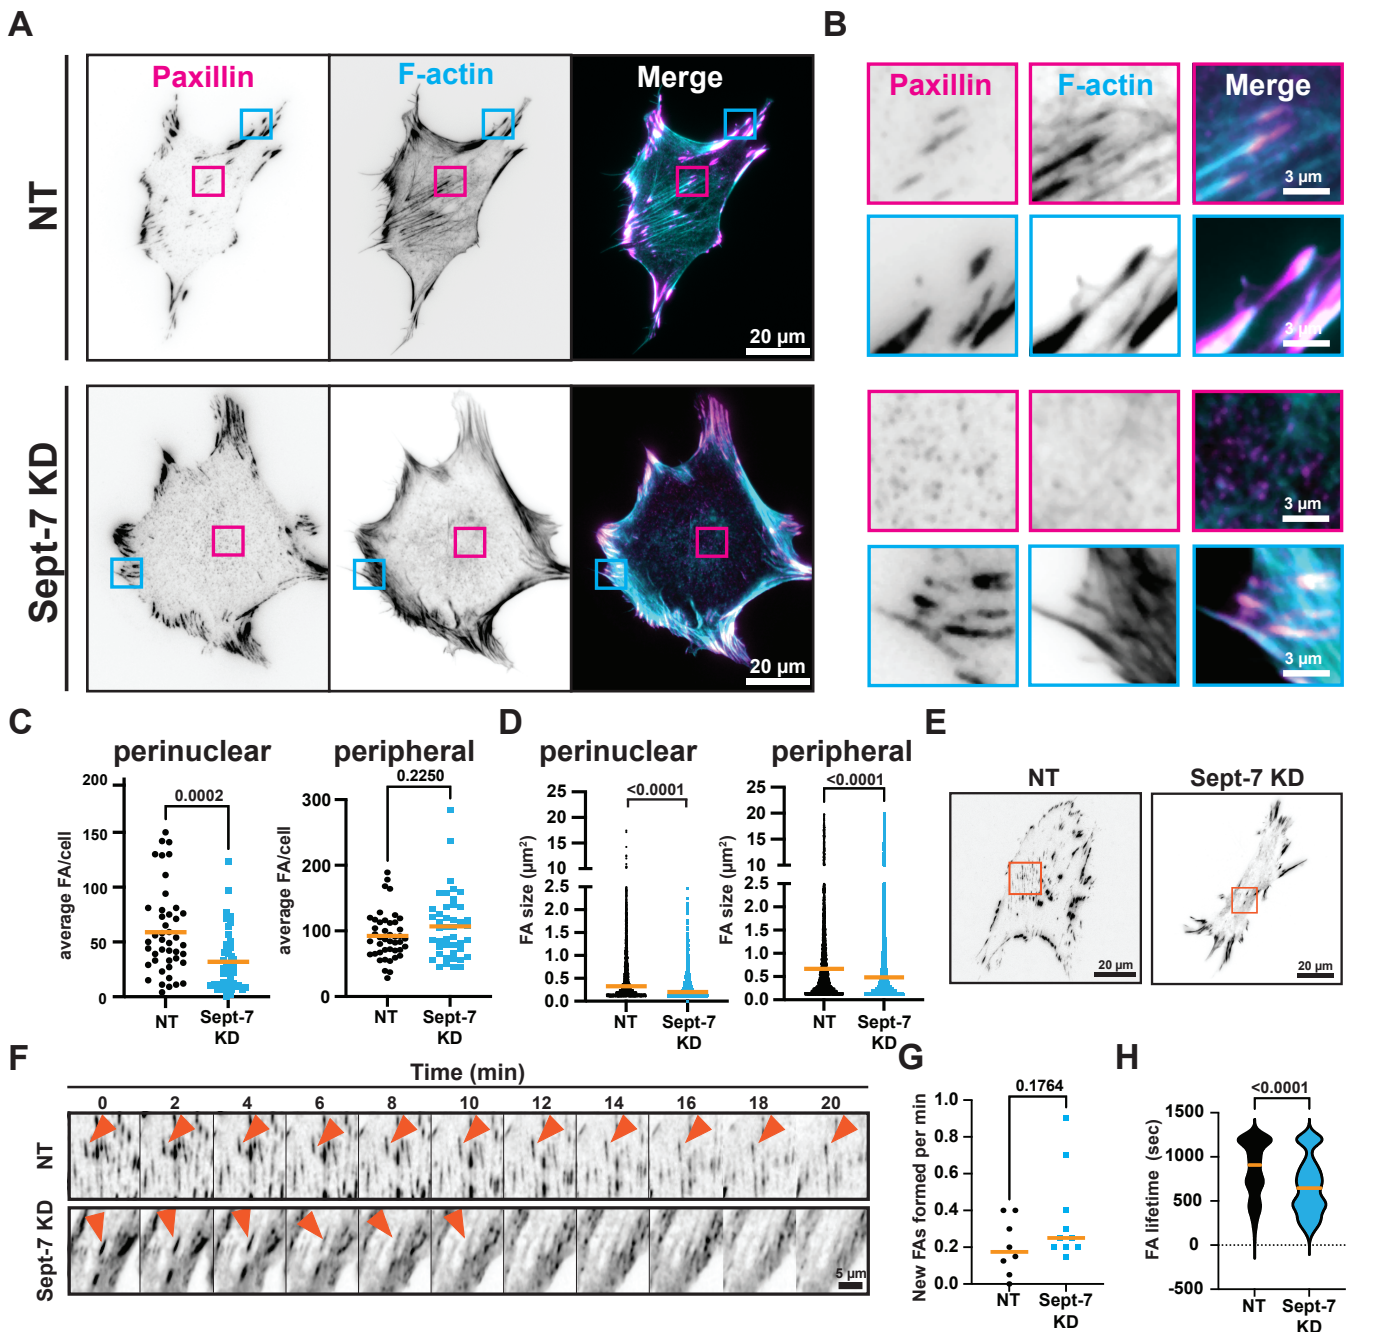 A
B
Paxillin
F-actin
Merge
NT
20 µm
Sept-7 KD
20 µm
Paxillin
F-actin
Merge
3 µm
3 µm
3 µm
3 µm
C
perinuclear
peripheral
average FA/cell
200
150
100
50
0
0.0002
NT
Sept-7
KD
average FA/cell
300
200
100
0
0.2250
NT
Sept-7
KD
D
perinuclear
peripheral
FA size (µm²)
25
20
15
10
2.5
2.0
1.5
1.0
0.5
0.0
<0.0001
NT
Sept-7
KD
FA size (µm²)
25
20
15
10
2.5
2.0
1.5
1.0
0.5
0.0
<0.0001
NT
Sept-7
KD
E
NT
Sept-7 KD
20 µm
20 µm
F
Time (min)
0 2 4 6 8 10 12 14 16 18 20
NT
Sept-7 KD
5 µm
G
New FAs formed per min
1.0
0.8
0.6
0.4
0.2
0.0
0.1764
NT
Sept-7
KD
H
FA lifetime (sec)
1500
1000
500
0
-500
<0.0001
NT
Sept-7
KD